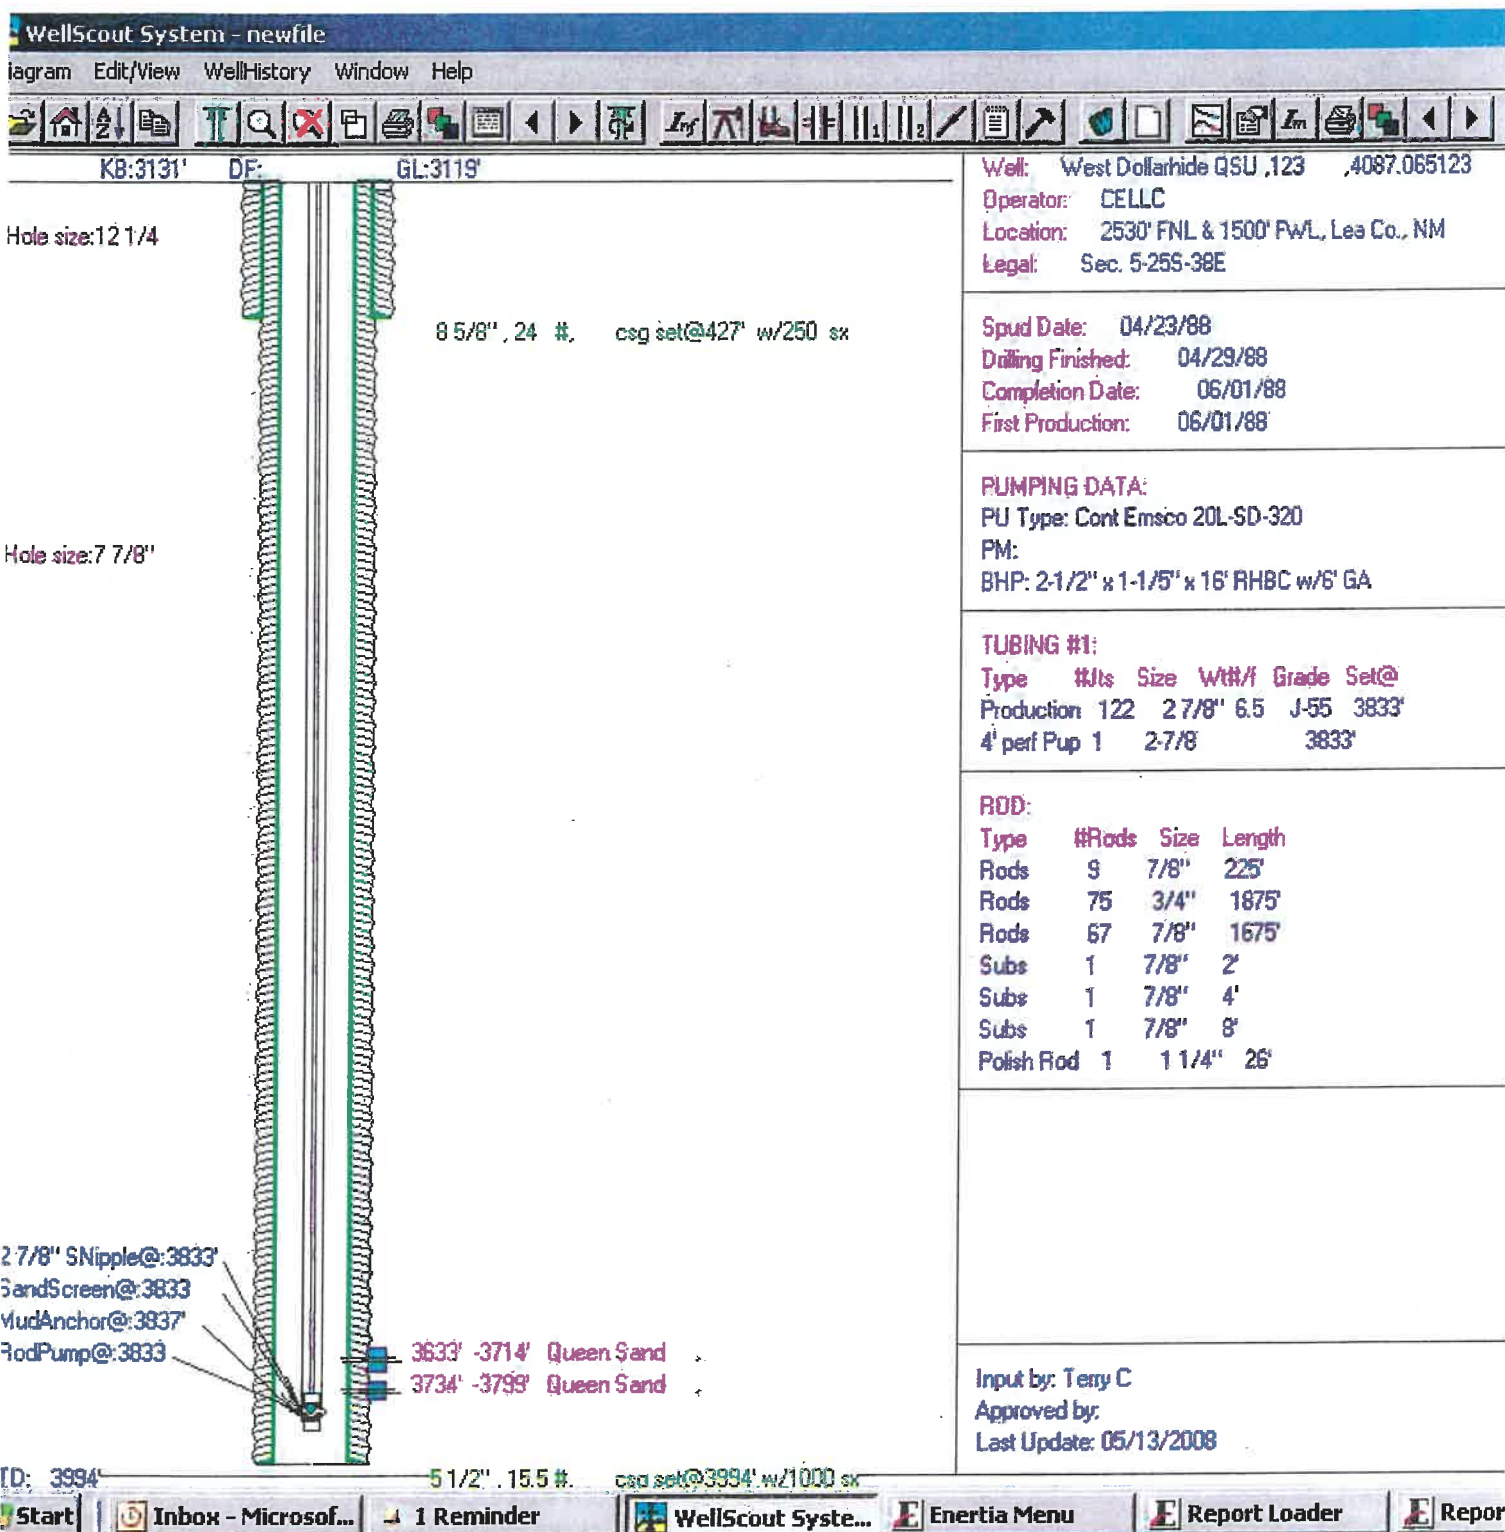 WellScout System - newfile
iagram Edit/View WellHistory Window Help
KB:3131' DF: GL:3119'
Hole size:12 1/4
8 5/8", 24 #, csg set@427' w/250 sx
Hole size:7 7/8"
2 7/8" SNipple@:3833'
SandScreen@:3833
MudAnchor@:3837'
RodPump@:3833
3633' -3714' Queen Sand
3734' -3799' Queen Sand
TD: 3994'
5 1/2", 15.5 #, csg set@3994' w/1000 sx
Well: West Dollarhide QSU ,123 ,4087.065123
Operator: CELLC
Location: 2530' FNL & 1500' FWL, Lea Co., NM
Legal: Sec. 5-25S-38E
Spud Date: 04/23/88
Drilling Finished: 04/29/88
Completion Date: 06/01/88
First Production: 06/01/88
PUMPING DATA:
PU Type: Cont Emsco 20L-SD-320
PM:
BHP: 2-1/2" x 1-1/5" x 16' RHBC w/6' GA
TUBING #1:
Type #Jts Size Wt#/f Grade Set@
Production 122 2 7/8" 6.5 J-55 3833'
4' perf Pup 1 2-7/8 3833'
ROD:
Type #Rods Size Length
Rods 9 7/8" 225'
Rods 75 3/4" 1875'
Rods 67 7/8" 1675'
Subs 1 7/8" 2'
Subs 1 7/8" 4'
Subs 1 7/8" 8'
Polish Rod 1 1 1/4" 26'
Input by: Terry C
Approved by:
Last Update: 05/13/2008
Start Inbox - Microsof... 1 Reminder WellScout Syste... Enertia Menu Report Loader Repor